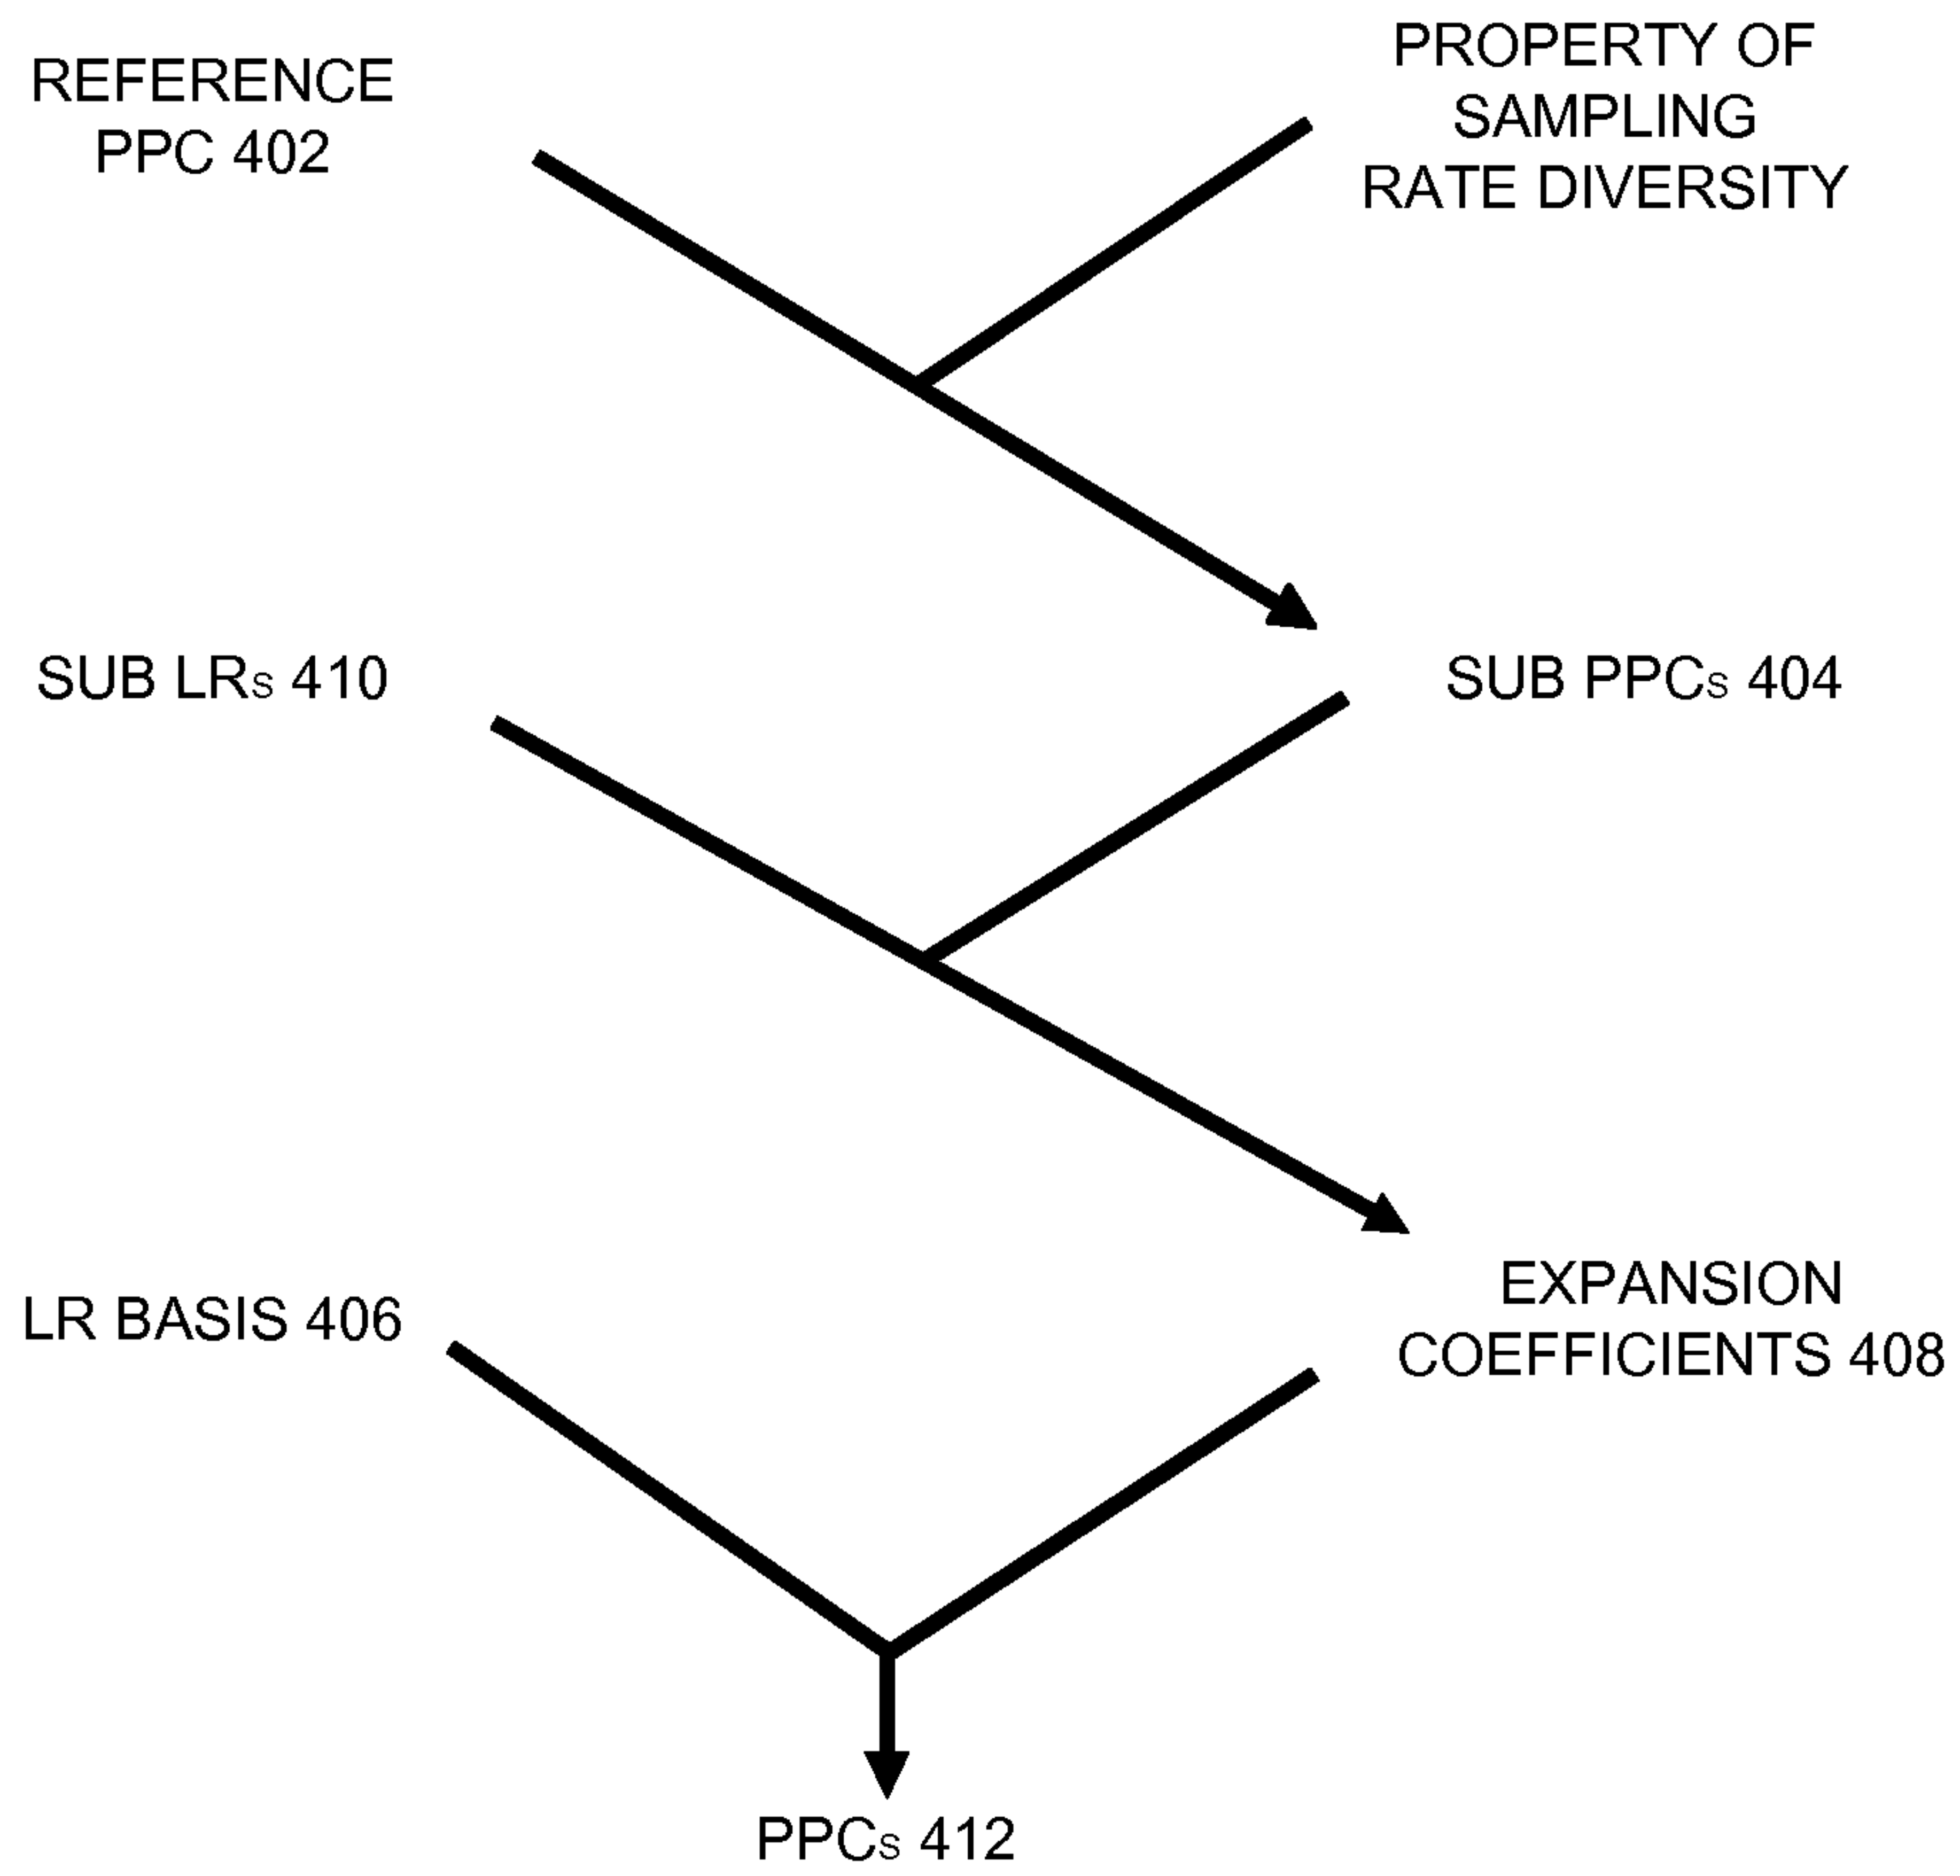 REFERENCE
PPC 402
PROPERTY OF
SAMPLING
RATE DIVERSITY
SUB LRs 410
SUB PPCs 404
LR BASIS 406
EXPANSION
COEFFICIENTS 408
PPCs 412